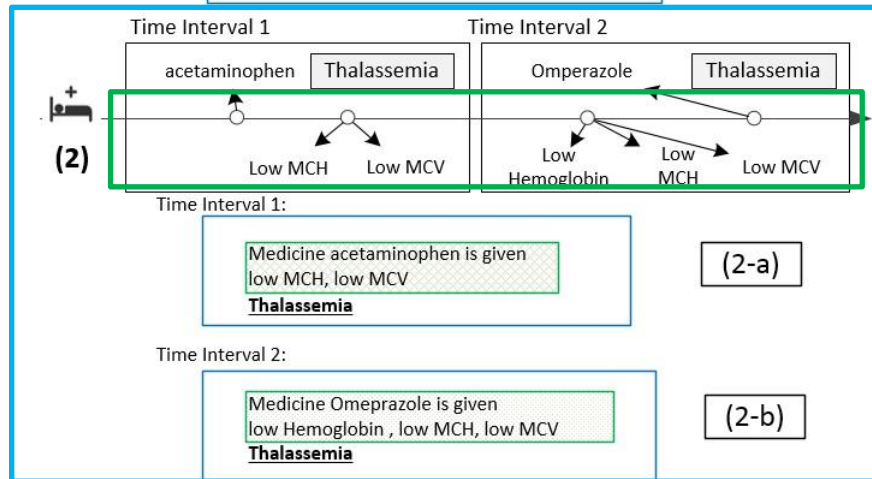 Time Interval 1
Time Interval 2
acetaminophen
Thalassemia
Omperazole
Thalassemia
(2)
Low MCH
Low MCV
Low
Hemoglobin
Low
MCH
Low MCV
Time Interval 1:
Medicine acetaminophen is given
low MCH, low MCV
Thalassemia
(2-a)
Time Interval 2:
Medicine Omeprazole is given
low Hemoglobin , low MCH, low MCV
Thalassemia
(2-b)